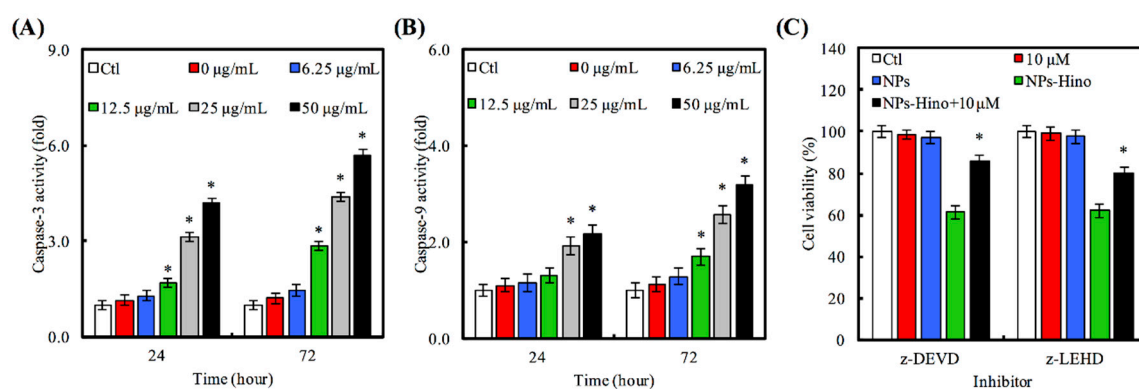 (A)
9.0
6.0
3.0
0.0
Caspase-3 activity (fold)
Ctl
0 µg/mL
6.25 µg/mL
12.5 µg/mL
25 µg/mL
50 µg/mL
*
*
*
*
*
*
24
72
Time (hour)
(B)
6.0
4.0
2.0
0.0
Caspase-9 activity (fold)
Ctl
0 µg/mL
6.25 µg/mL
12.5 µg/mL
25 µg/mL
50 µg/mL
*
*
*
*
*
24
72
Time (hour)
(C)
140
120
100
80
60
40
20
0
Cell viability (%)
Ctl
10 µM
NPs
NPs-Hino
NPs-Hino+10 µM
*
*
z-DEVD
z-LEHD
Inhibitor